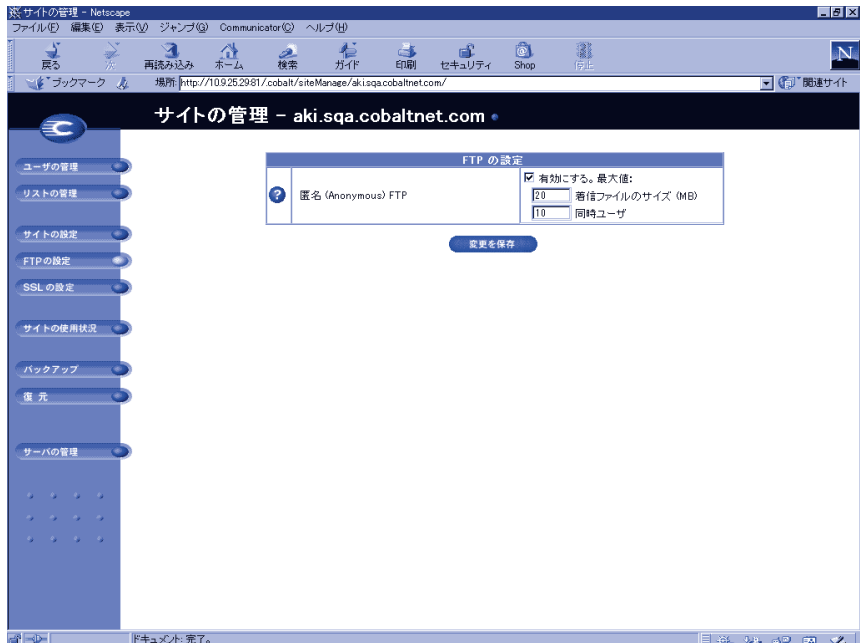 サイトの管理 - Netscape
ファイル(F) 編集(E) 表示(V) ジャンプ(G) Communicator(C) ヘルプ(H)
戻る 次 再読み込み ホーム 検索 ガイド 印刷 セキュリティ Shop 停止
ブックマーク 場所: http://10.9.25.29:81/.cobalt/siteManage/aki.sqa.cobaltnet.com/ 関連サイト
サイトの管理 - aki.sqa.cobaltnet.com
ユーザの管理
リストの管理
サイトの設定
FTPの設定
SSLの設定
サイトの使用状況
バックアップ
復 元
サーバの管理
FTP の設定
匿名 (Anonymous) FTP
有効にする。最大値:
20 着信ファイルのサイズ (MB)
10 同時ユーザ
変更を保存
ドキュメント: 完了。